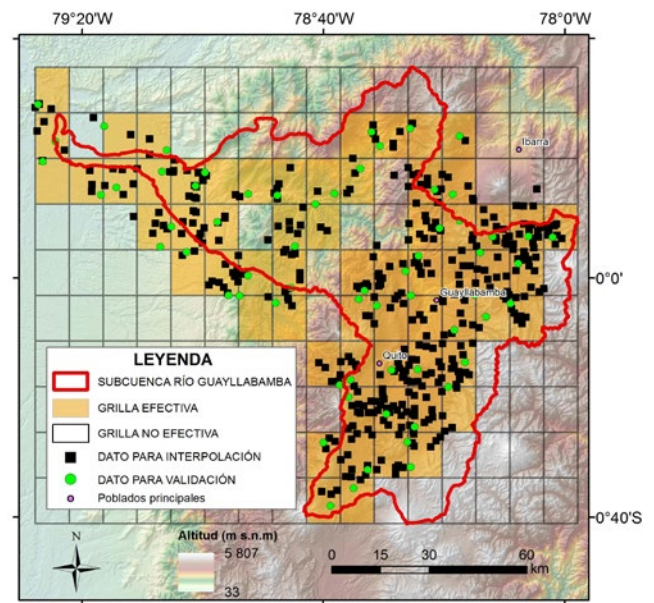 79°20'W 78°40'W 78°0'W
Ibarra
0°0'
Guayllabamba
Quito
LEYENDA
SUBCUENCA RÍO GUAYLLABAMBA
GRILLA EFECTIVA
GRILLA NO EFECTIVA
DATO PARA INTERPOLACIÓN
DATO PARA VALIDACIÓN
Poblados principales
0°40'S
N
Altitud (m s.n.m)
5 807
33
0 15 30 60
km